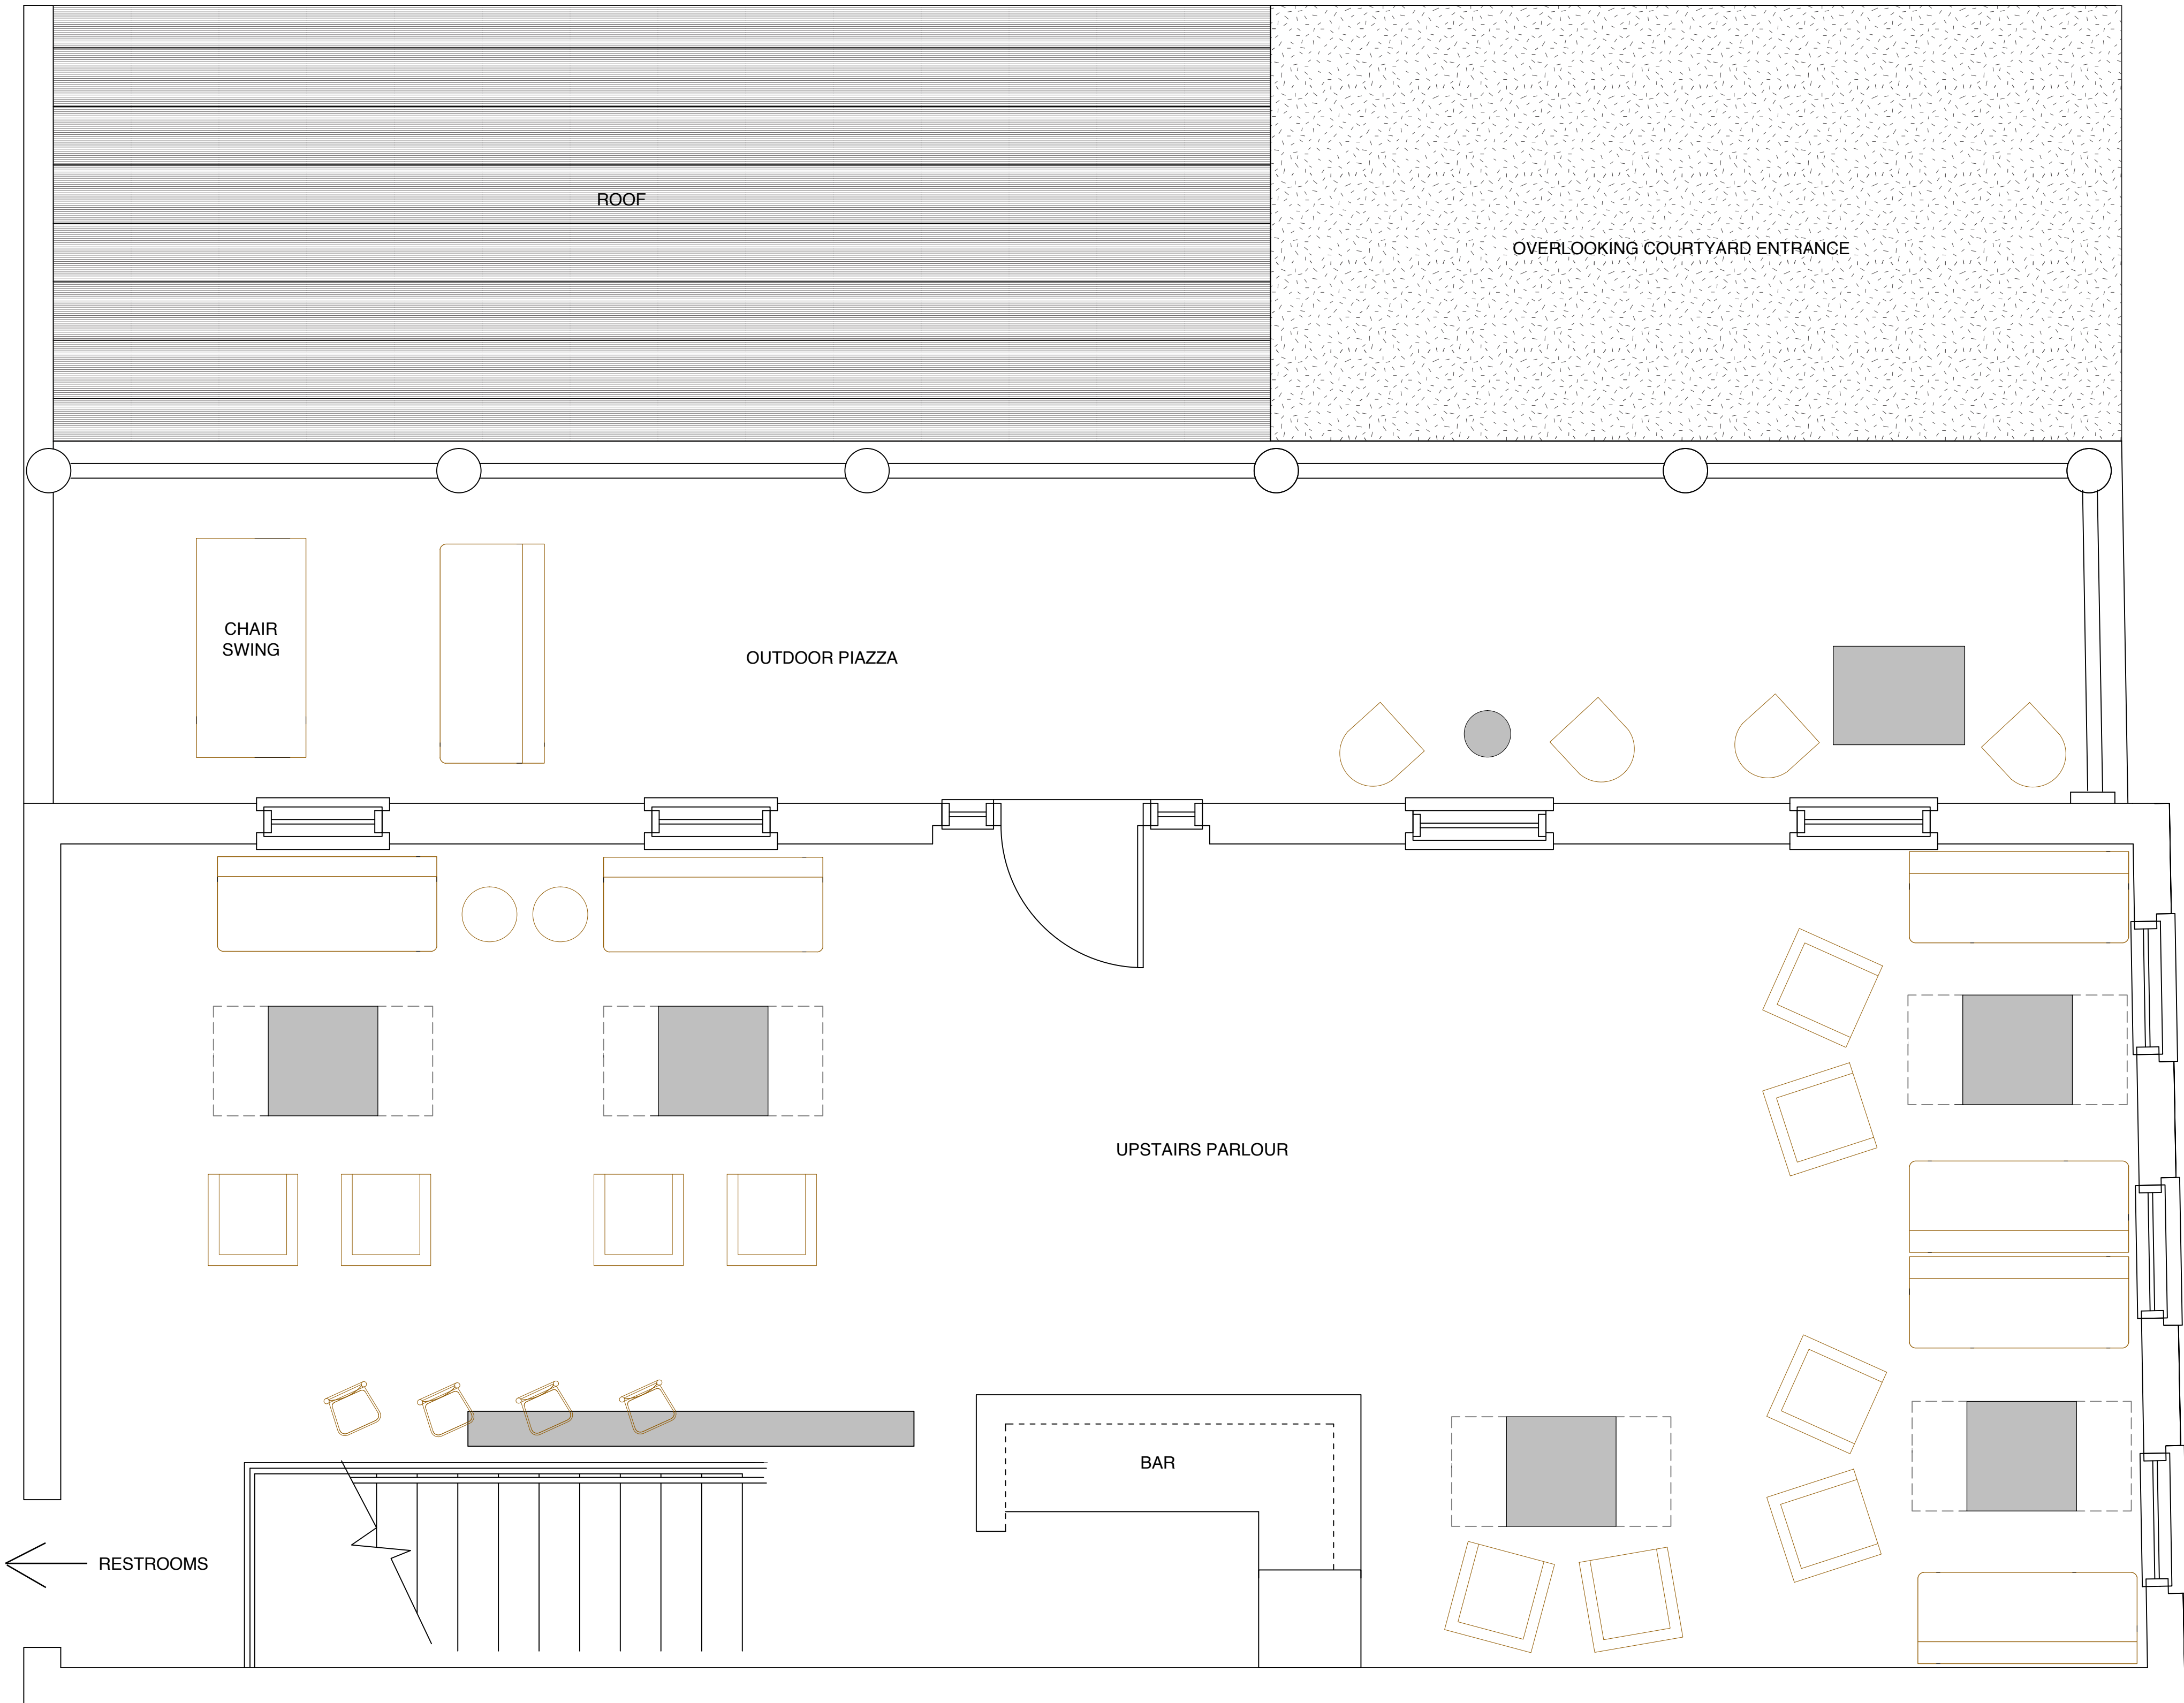 ROOF
OVERLOOKING COURTYARD ENTRANCE
CHAIR
SWING
OUTDOOR PIAZZA
UPSTAIRS PARLOUR
BAR
RESTROOMS